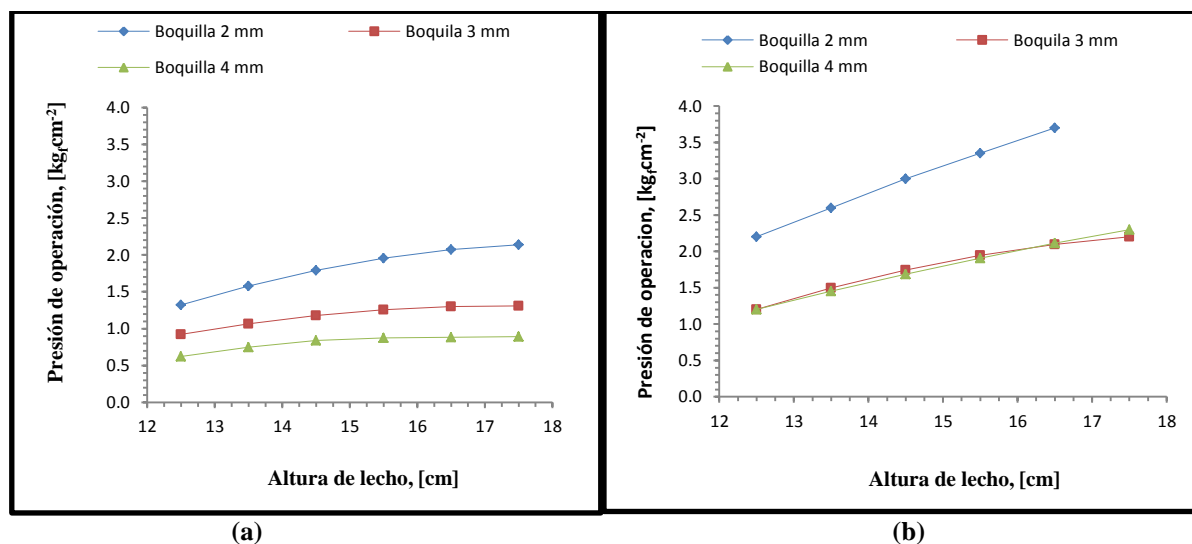 Boquilla 2 mm
Boquila 3 mm
Boquilla 4 mm
Presión de operación, [kgfcm-2]
4.0
3.5
3.0
2.5
2.0
1.5
1.0
0.5
0.0
12 13 14 15 16 17 18
Altura de lecho, [cm]
(a)
Boquilla 2 mm
Boquila 3 mm
Boquilla 4 mm
Presión de operacion, [kgfcm-2]
4.0
3.5
3.0
2.5
2.0
1.5
1.0
0.5
0.0
12 13 14 15 16 17 18
Altura de lecho, [cm]
(b)